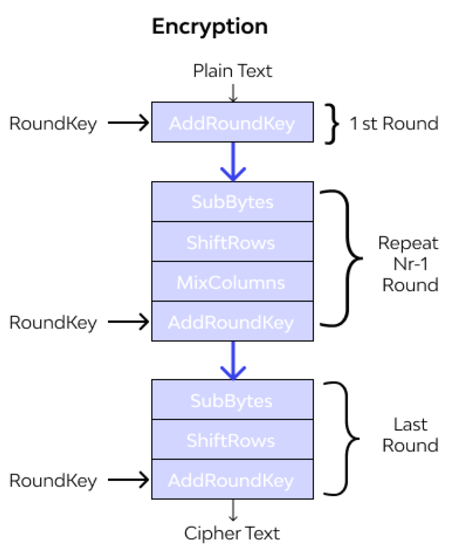 Encryption
Plain Text
RoundKey
AddRoundKey
1 st Round
SubBytes
ShiftRows
MixColumns
RoundKey
AddRoundKey
Repeat
Nr-1
Round
SubBytes
ShiftRows
RoundKey
AddRoundKey
Last
Round
Cipher Text